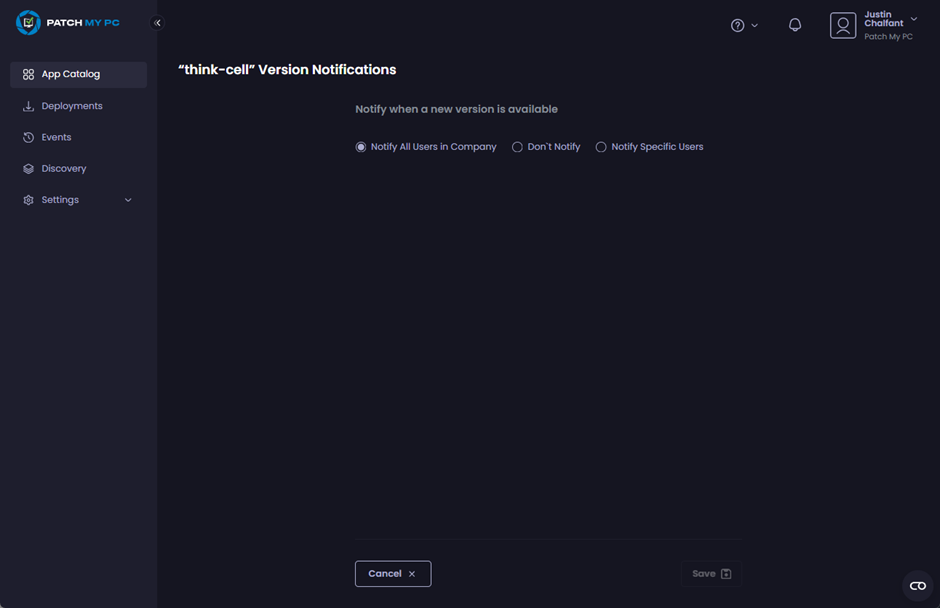 PATCH MY PC
Justin
Chalfant
Patch My PC
App Catalog
Deployments
Events
Discovery
Settings
“think-cell” Version Notifications
Notify when a new version is available
Notify All Users in Company Don`t Notify Notify Specific Users
Cancel Save